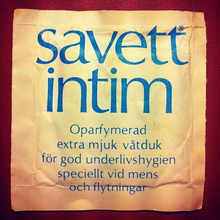 savett®
intim
Oparfymerad
extra mjuk våtduk
för god underlivshygien
speciellt vid mens
och flytningar